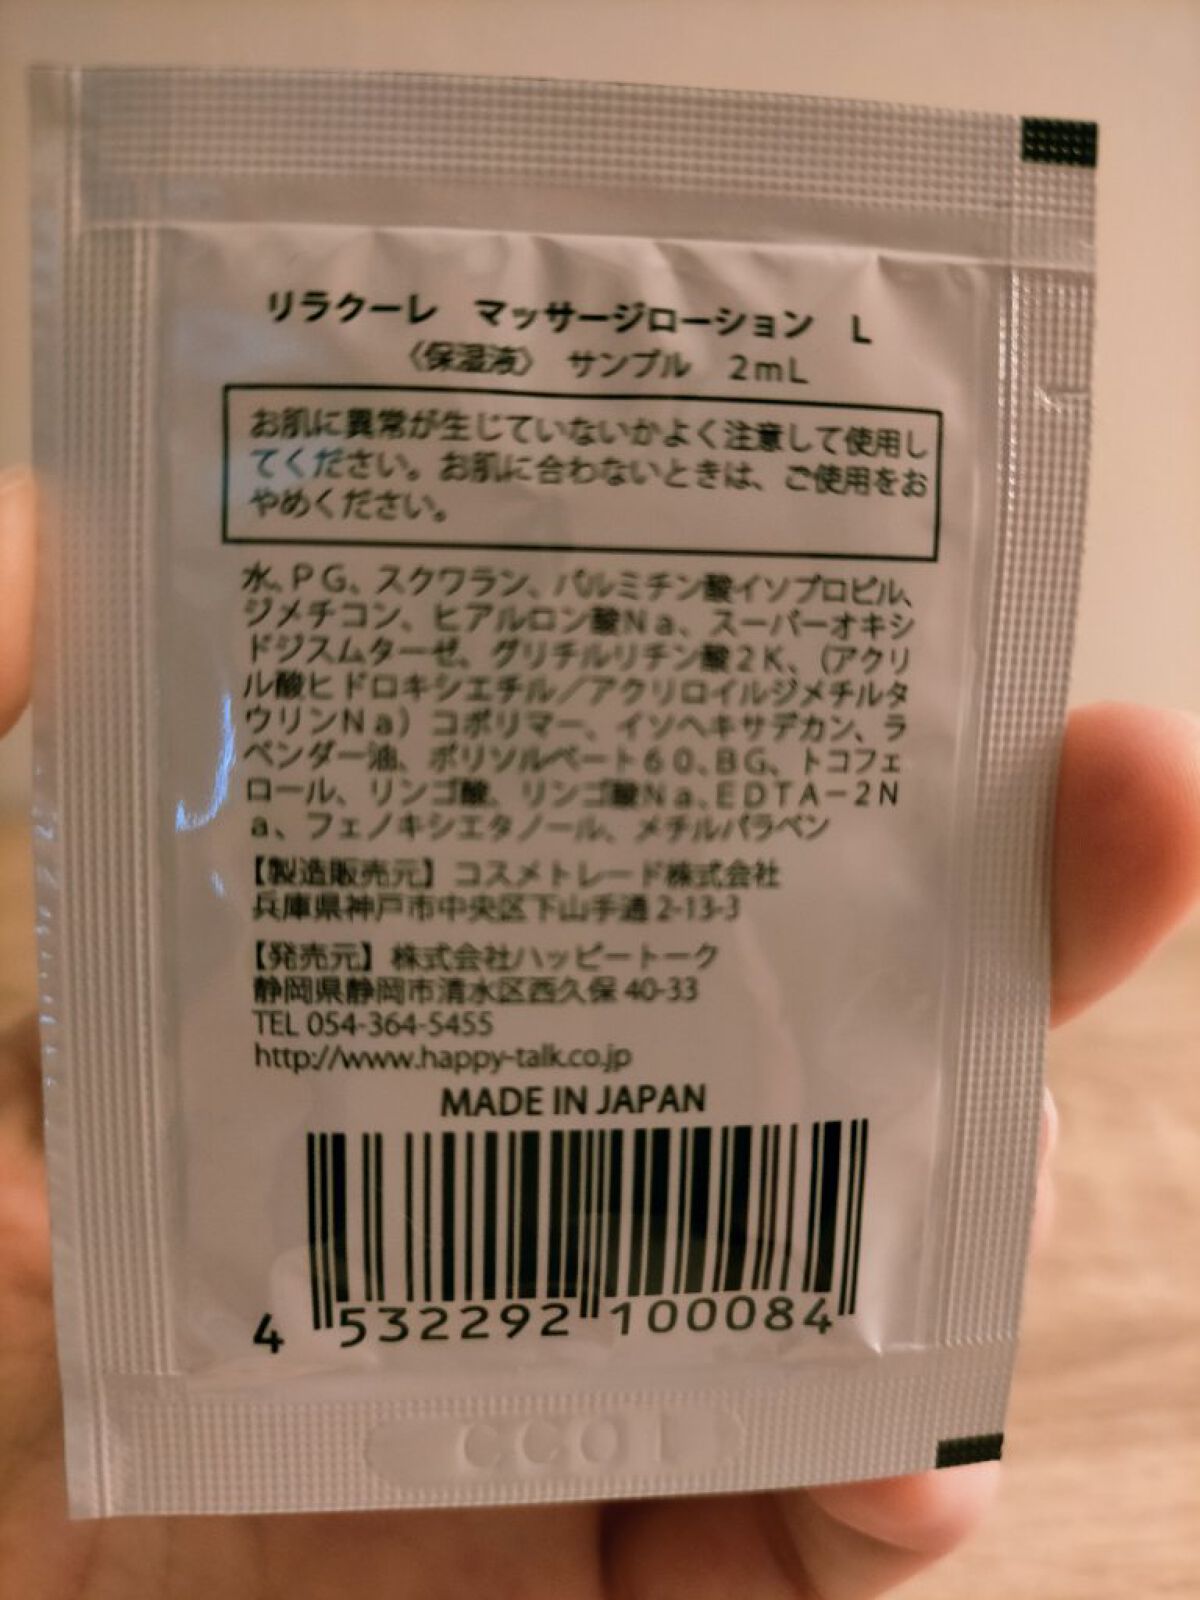 リラクーレ　マッサージローション　L
〈保湿液〉　サンプル　2mL
お肌に異常が生じていないかよく注意して使用し
てください。お肌に合わないときは、ご使用をお
やめください。
水、PG、スクワラン、パルミチン酸イソプロピル、
ジメチコン、ヒアルロン酸Na、スーパーオキシ
ドジスムターゼ、グリチルリチン酸2K、（アクリ
ル酸ヒドロキシエチル／アクリロイルジメチルタ
ウリンNa）コポリマー、イソヘキサデカン、ラ
ベンダー油、ポリソルベート60、BG、トコフェ
ロール、リンゴ酸、リンゴ酸Na、EDTA－2N
a、フェノキシエタノール、メチルパラベン
【製造販売元】コスメトレード株式会社
兵庫県神戸市中央区下山手通 2-13-3
【発売元】株式会社ハッピートーク
静岡県静岡市清水区西久保 40-33
TEL 054-364-5455
http://www.happy-talk.co.jp
MADE IN JAPAN
4 532292 100084